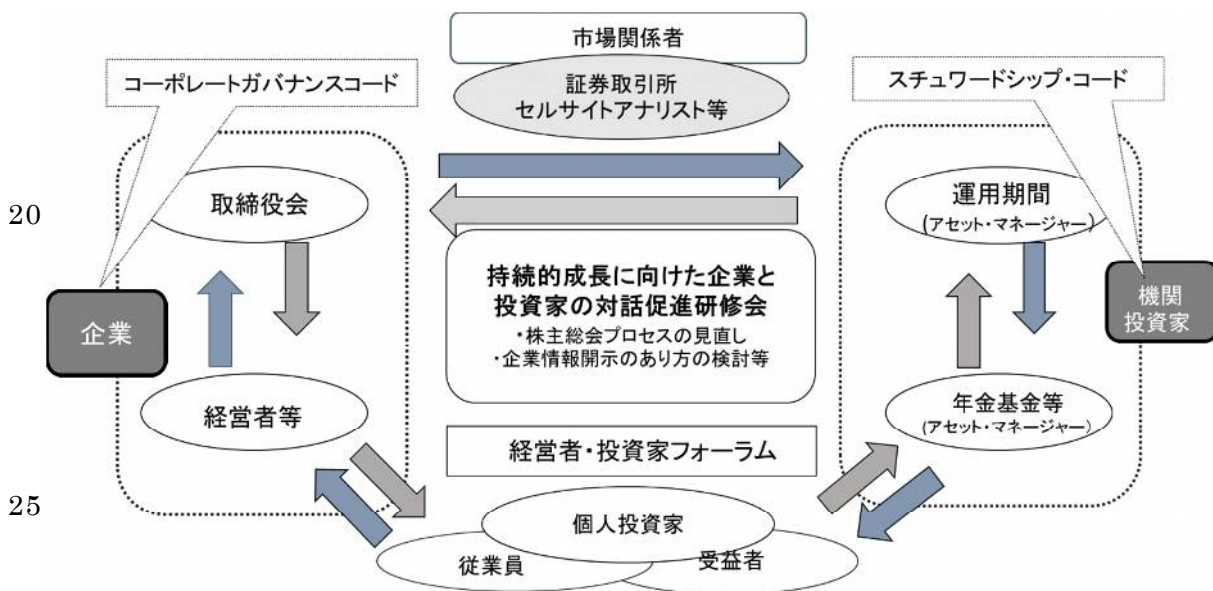 市場関係者
証券取引所
セルサイトアナリスト等
コーポレートガバナンスコード
スチュワードシップ・コード
20
取締役会
運用期間
(アセット・マネージャー)
企業
持続的成長に向けた企業と
投資家の対話促進研修会
・株主総会プロセスの見直し
・企業情報開示のあり方の検討等
機関
投資家
経営者等
年金基金等
(アセット・マネージャー)
経営者・投資家フォーラム
25
個人投資家
従業員
受益者